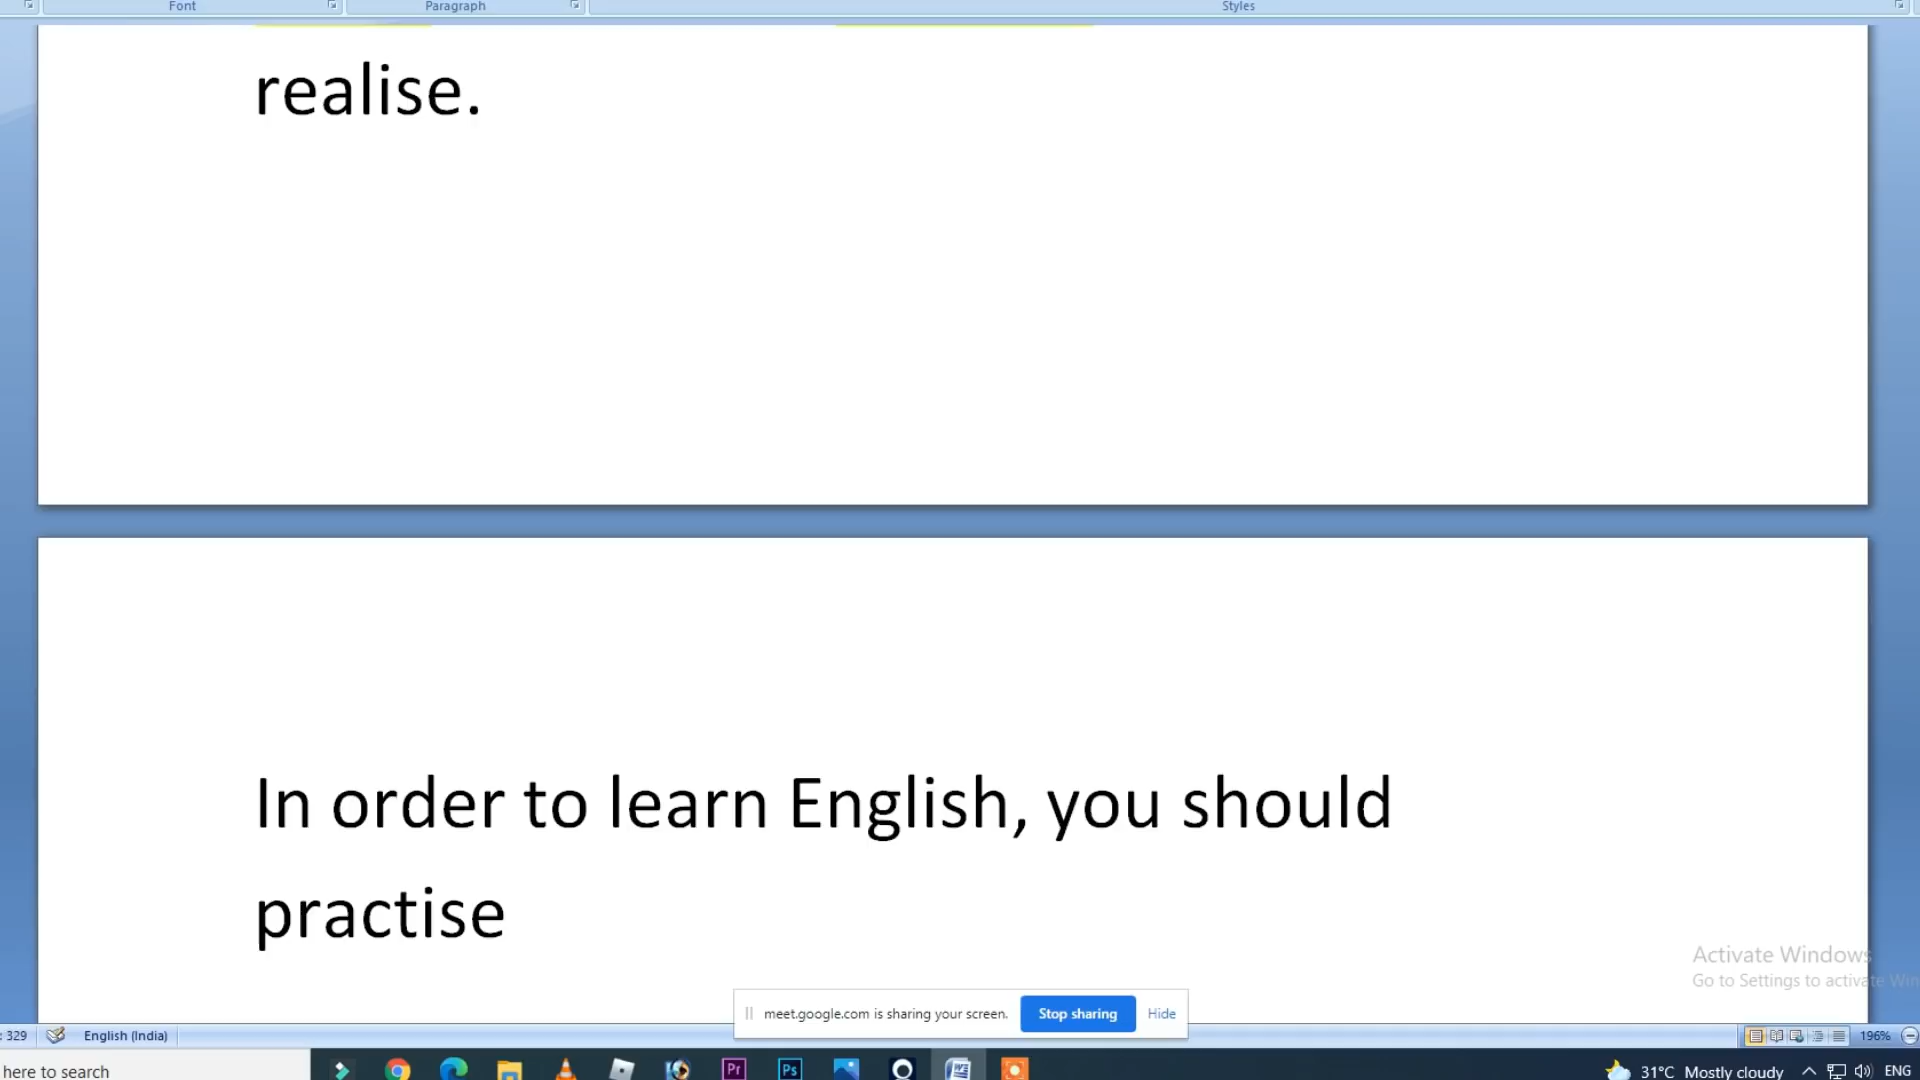 Font Paragraph Styles
realise.
In order to learn English, you should
practise
Activate Windows
Go to Settings to activate Win
meet.google.com is sharing your screen. Stop sharing Hide
: 329 English (India) 196%
here to search Pr Ps 31°C Mostly cloudy ENG